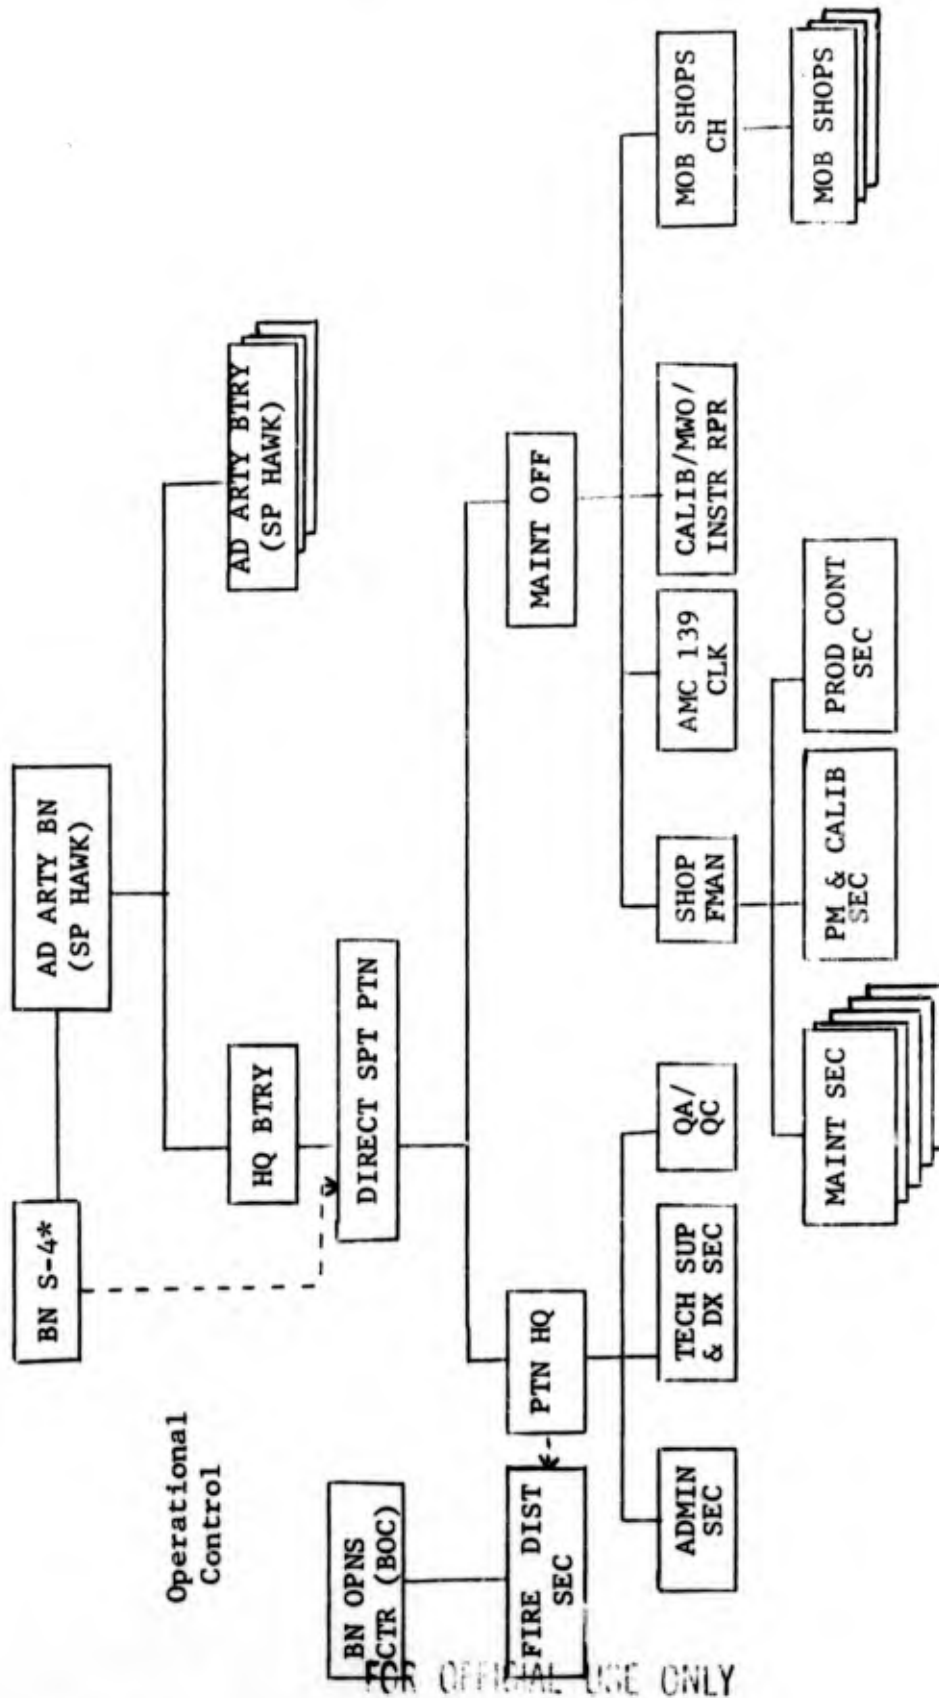 AD ARTY BN
(SP HAWK)
BN S-4*
Operational
Control
HQ BTRY
AD ARTY BTRY
(SP HAWK)
DIRECT SPT PTN
BN OPNS
CTR (BOC)
FIRE DIST
SEC
PTN HQ
MAINT OFF
ADMIN
SEC
TECH SUP
& DX SEC
QA/
QC
SHOP
FMAN
AMC 139
CLK
CALIB/MWO/
INSTR RPR
MOB SHOPS
CH
MAINT SEC
PM & CALIB
SEC
PROD CONT
SEC
MOB SHOPS
FOR OFFICIAL USE ONLY